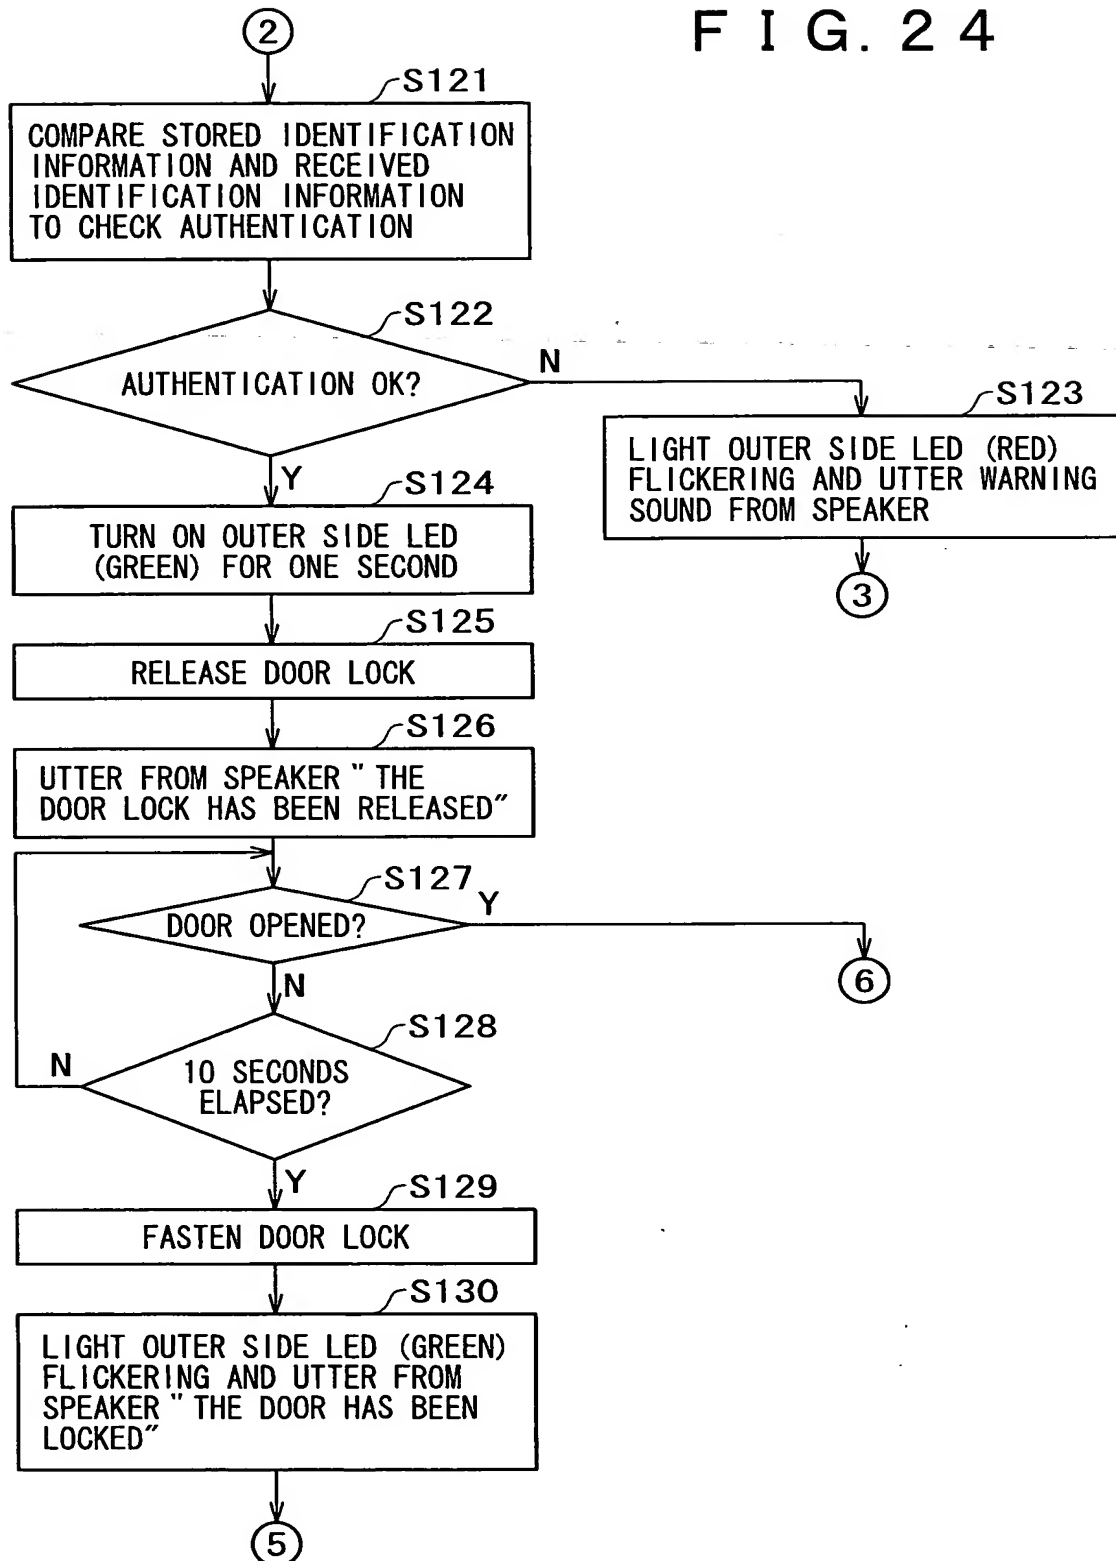 FIG. 24
2
S121
COMPARE STORED IDENTIFICATION
INFORMATION AND RECEIVED
IDENTIFICATION INFORMATION
TO CHECK AUTHENTICATION
S122
AUTHENTICATION OK?
N
S123
LIGHT OUTER SIDE LED (RED)
FLICKERING AND UTTER WARNING
SOUND FROM SPEAKER
3
Y
S124
TURN ON OUTER SIDE LED
(GREEN) FOR ONE SECOND
S125
RELEASE DOOR LOCK
S126
UTTER FROM SPEAKER "THE
DOOR LOCK HAS BEEN RELEASED"
S127
DOOR OPENED?
Y
6
N
S128
10 SECONDS
ELAPSED?
N
Y
S129
FASTEN DOOR LOCK
S130
LIGHT OUTER SIDE LED (GREEN)
FLICKERING AND UTTER FROM
SPEAKER "THE DOOR HAS BEEN
LOCKED"
5